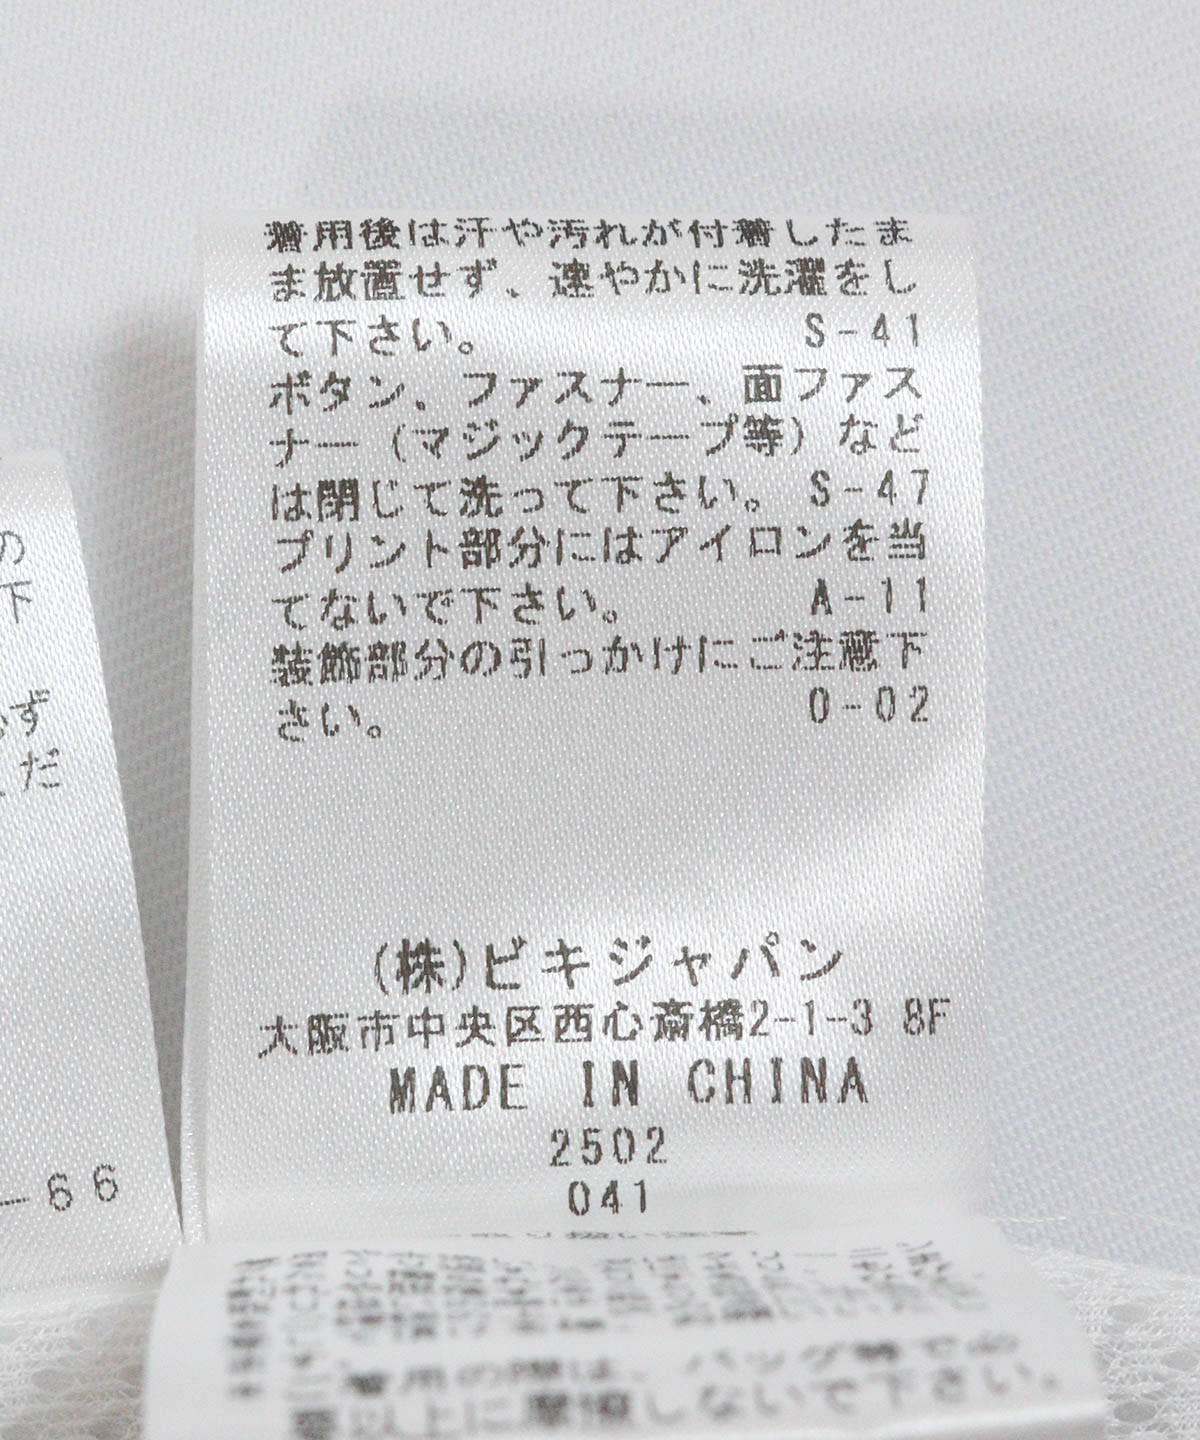 着用後は汗や汚れが付着したま
ま放置せず、速やかに洗濯をし
て下さい。 S-41
ボタン、ファスナー、面ファス
ナー(マジックテープ等)など
は閉じて洗って下さい。 S-47
プリント部分にはアイロンを当
てないで下さい。 A-11
装飾部分の引っかけにご注意下
さい。 O-02
(株)ビキジャパン
大阪市中央区西心斎橋2-1-3 8F
MADE IN CHINA
2502
041
の
下
ず
だ
-66
着用の際は、バッグ等で必
要以上に摩擦しないで下さい。